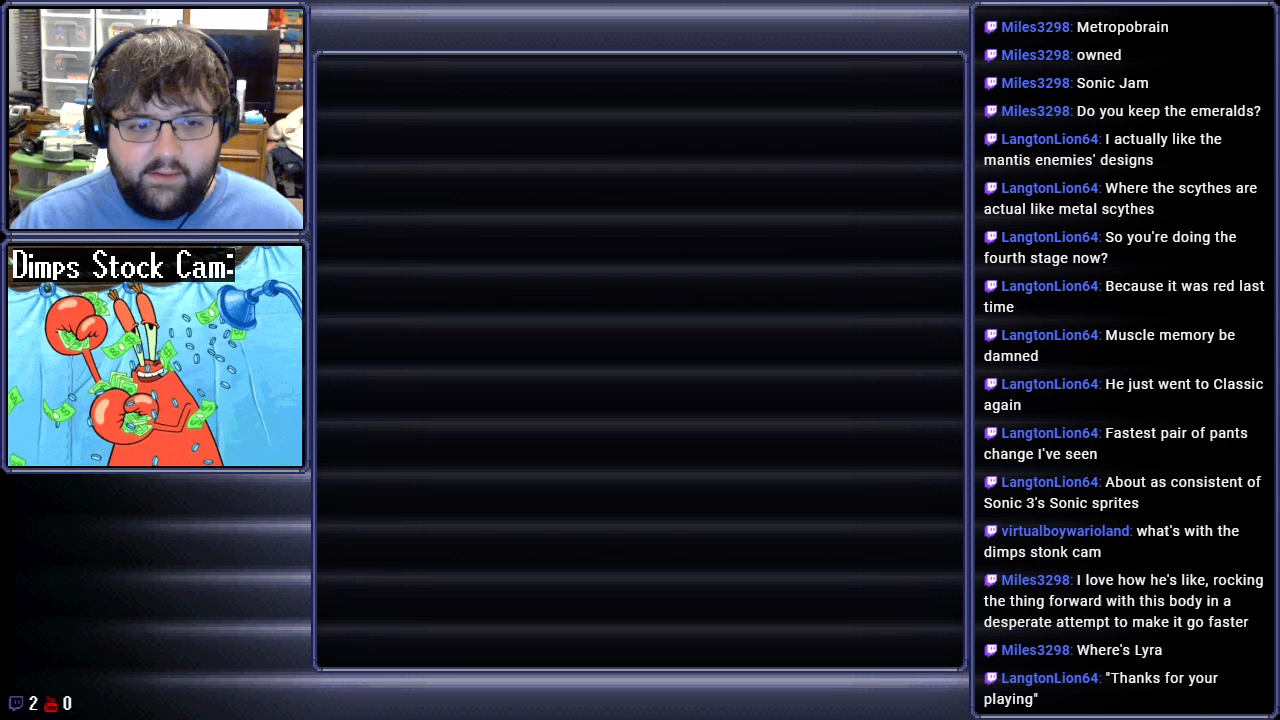 Dimps Stock Cam:
2 0
Miles3298: Metropobrain
Miles3298: owned
Miles3298: Sonic Jam
Miles3298: Do you keep the emeralds?
LangtonLion64: I actually like the
mantis enemies' designs
LangtonLion64: Where the scythes are
actual like metal scythes
LangtonLion64: So you're doing the
fourth stage now?
LangtonLion64: Because it was red last
time
LangtonLion64: Muscle memory be
damned
LangtonLion64: He just went to Classic
again
LangtonLion64: Fastest pair of pants
change I've seen
LangtonLion64: About as consistent of
Sonic 3's Sonic sprites
virtualboywarioland: what's with the
dimps stonk cam
Miles3298: I love how he's like, rocking
the thing forward with this body in a
desperate attempt to make it go faster
Miles3298: Where's Lyra
LangtonLion64: "Thanks for your
playing"